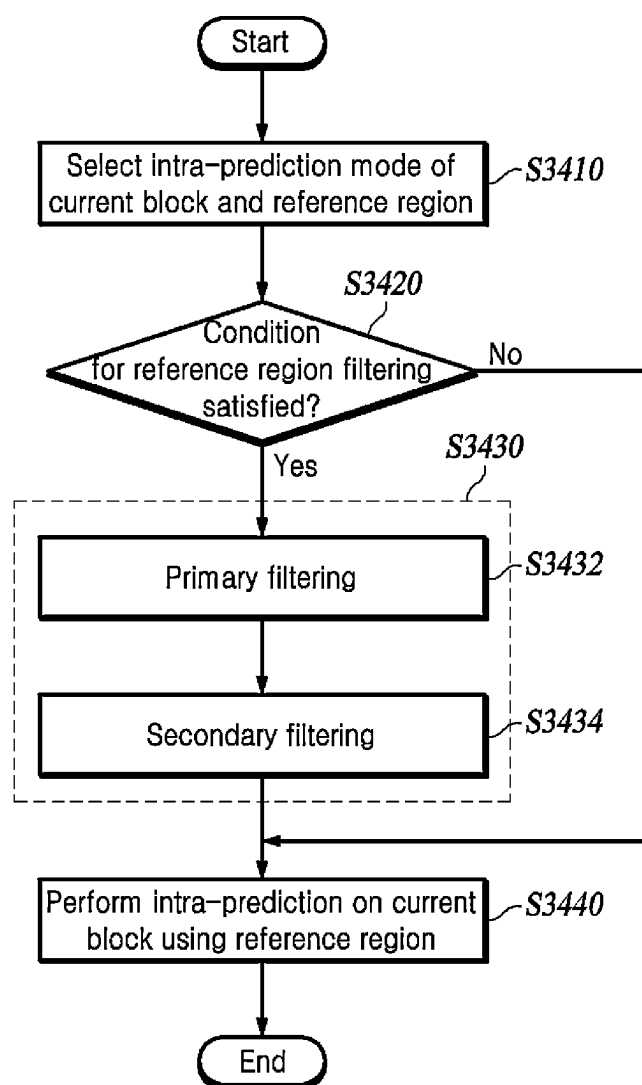 Start
Select intra-prediction mode of
current block and reference region
S3410
S3420
Condition
for reference region filtering
satisfied?
No
Yes
S3430
Primary filtering
S3432
Secondary filtering
S3434
Perform intra-prediction on current
block using reference region
S3440
End